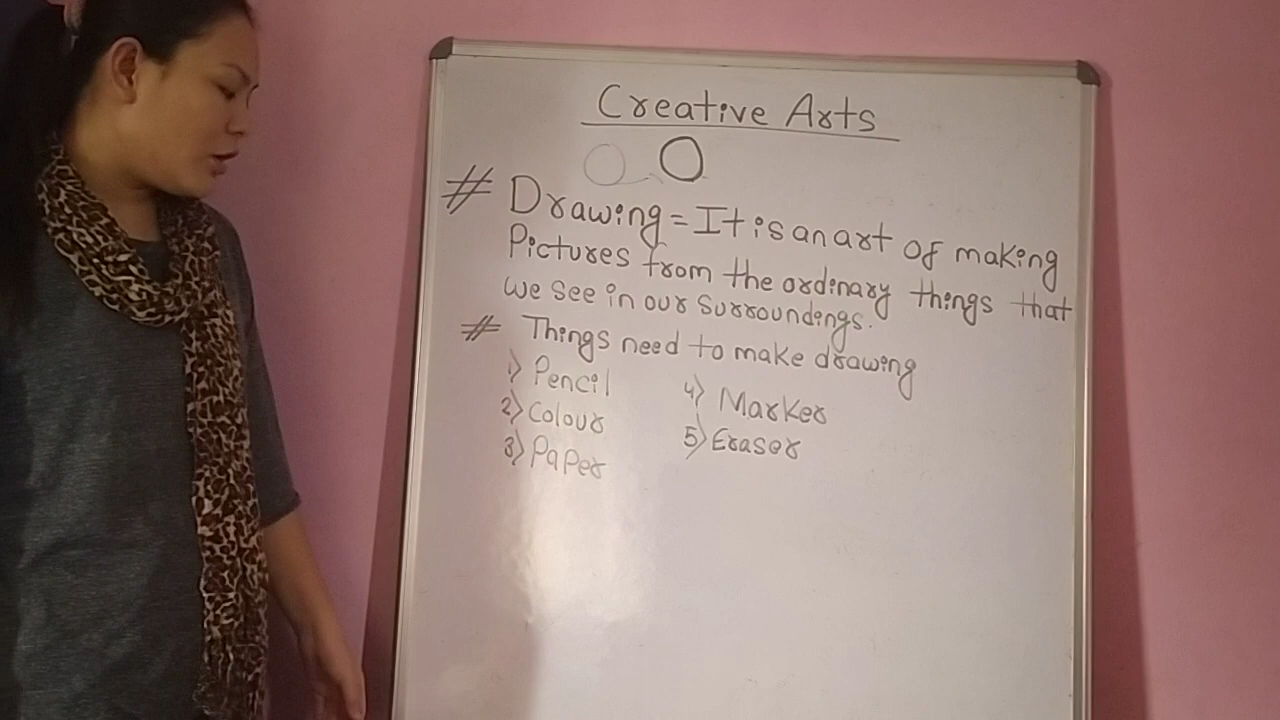 Creative Arts
# Drawing = It is an art of making
Pictures from the ordinary things that
we see in our surroundings.
# Things need to make drawing
1) Pencil
2) Colour
3) Paper
4) Marker
5) Eraser